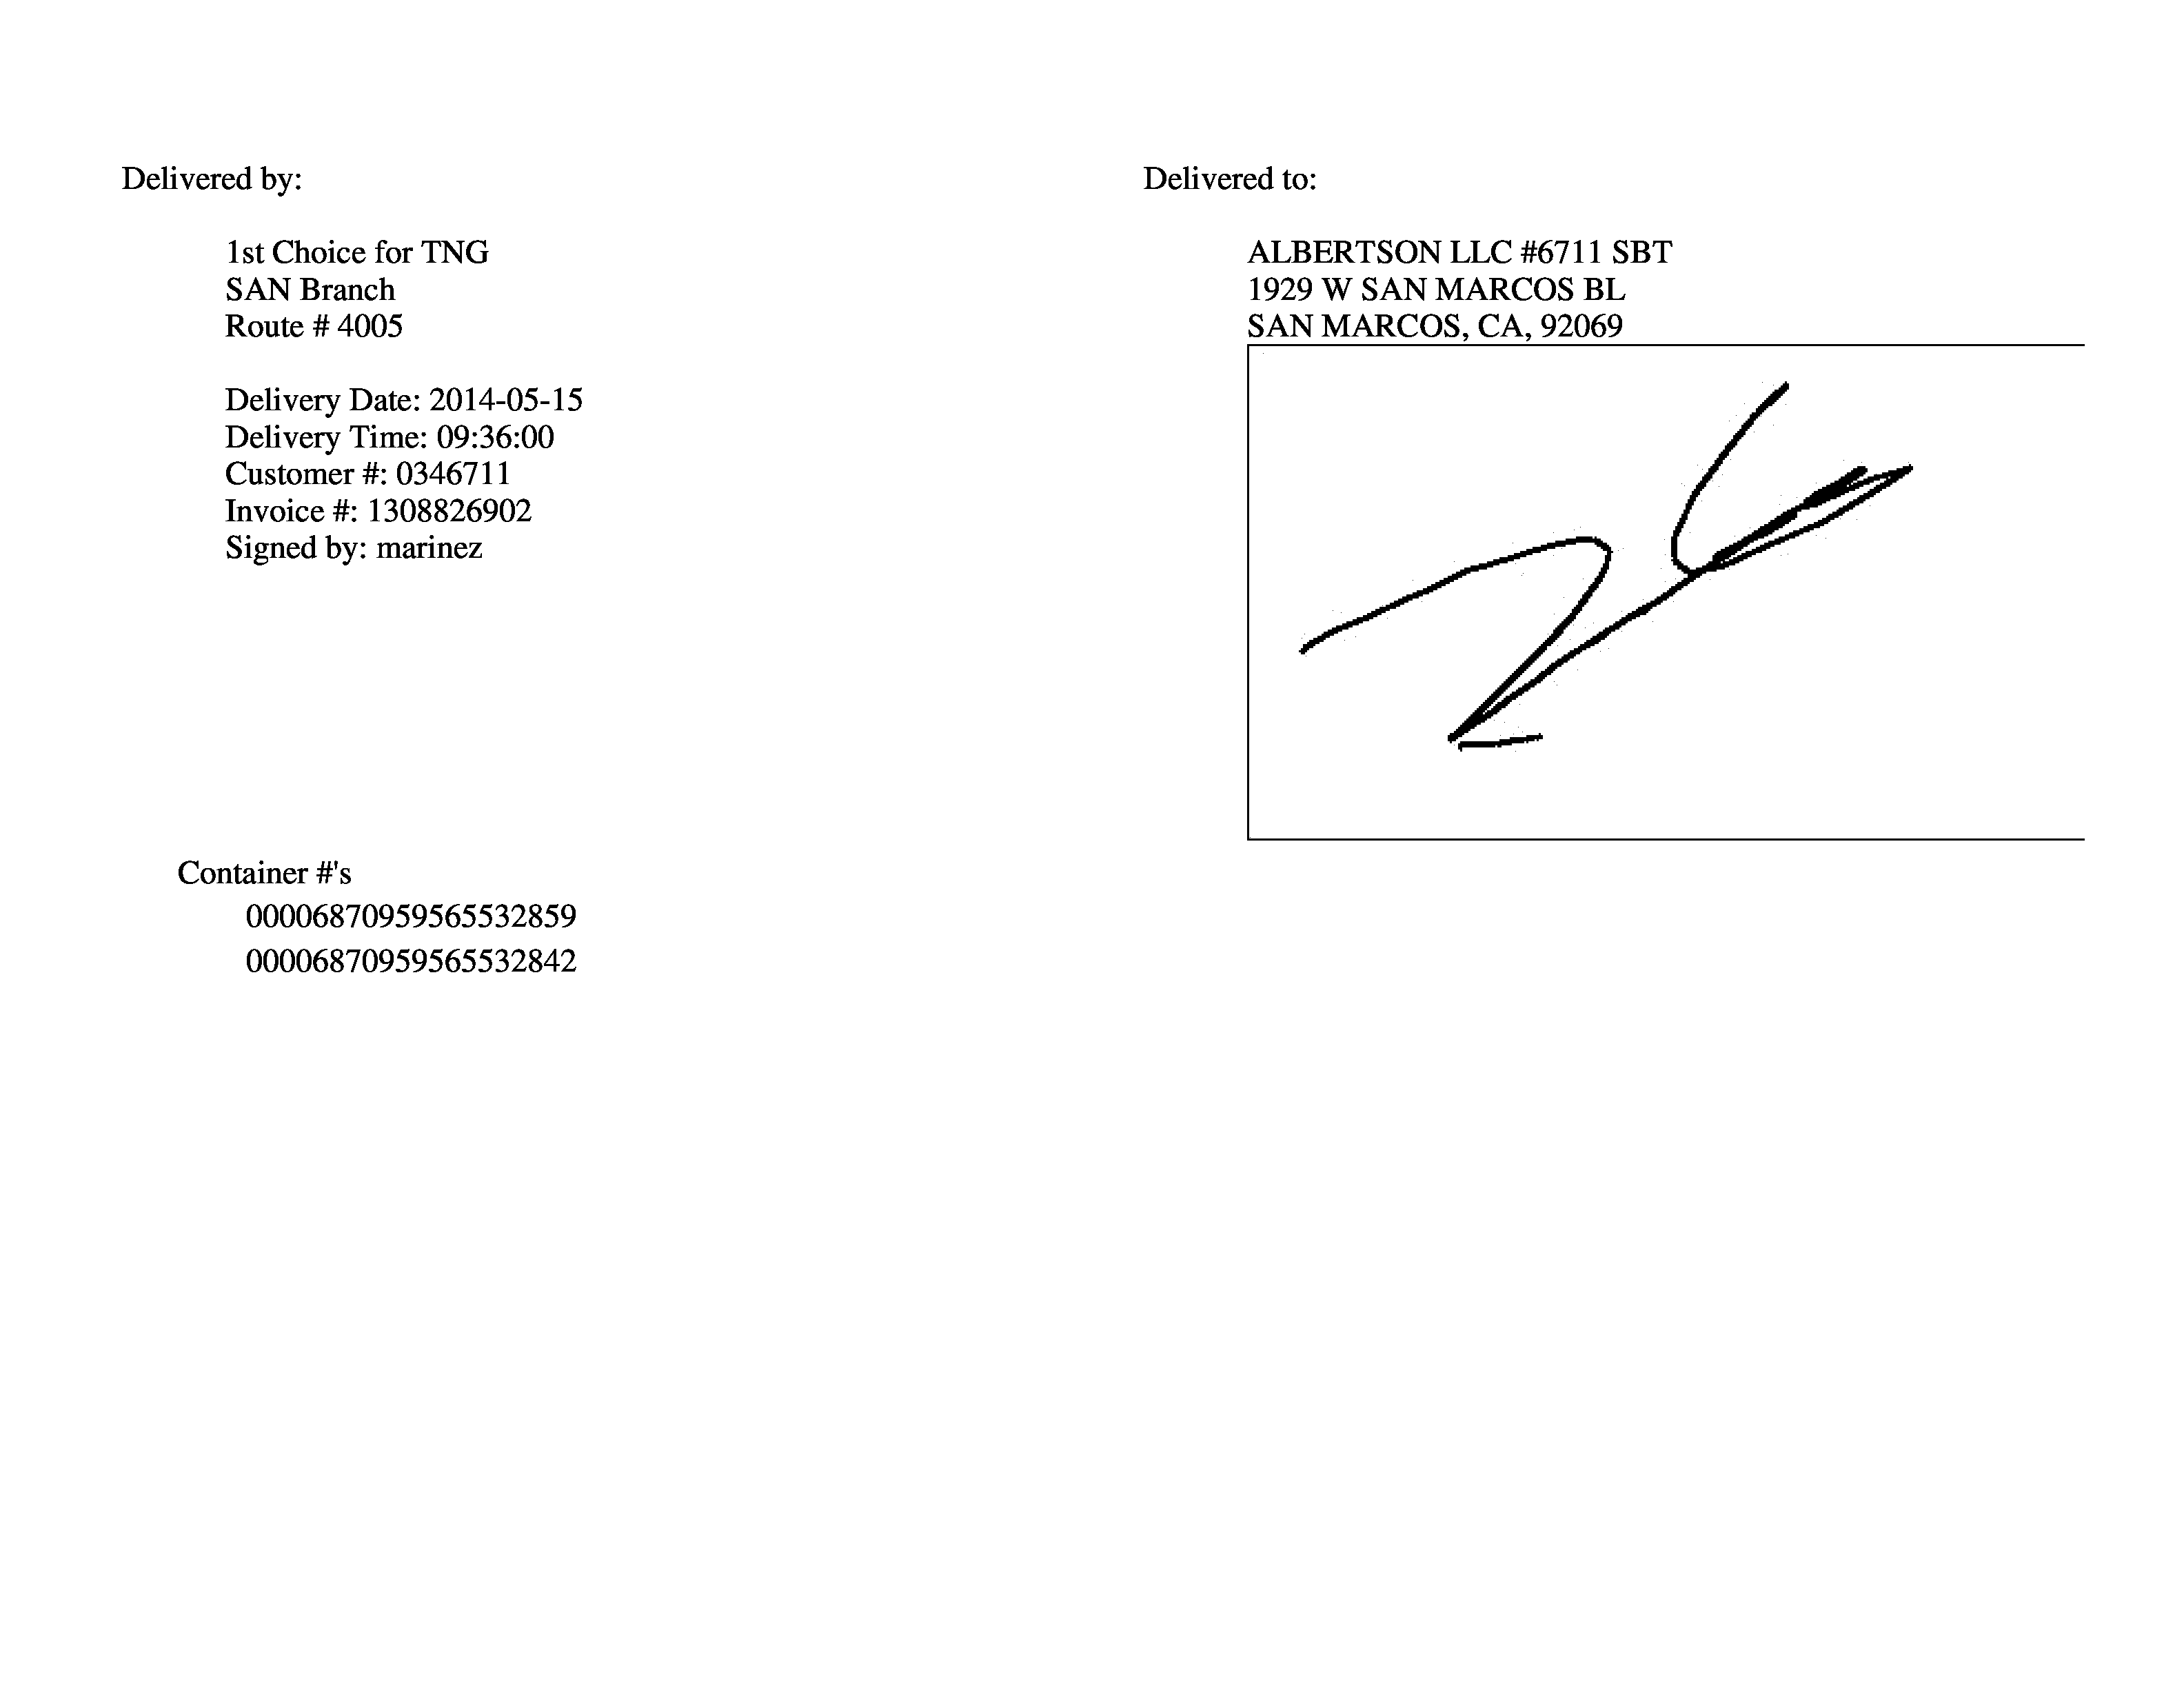 Delivered by:
1st Choice for TNG
SAN Branch
Route # 4005
Delivery Date: 2014-05-15
Delivery Time: 09:36:00
Customer #: 0346711
Invoice #: 1308826902
Signed by: marinez
Delivered to:
ALBERTSON LLC #6711 SBT
1929 W SAN MARCOS BL
SAN MARCOS, CA, 92069
Container #'s
00006870959565532859
00006870959565532842